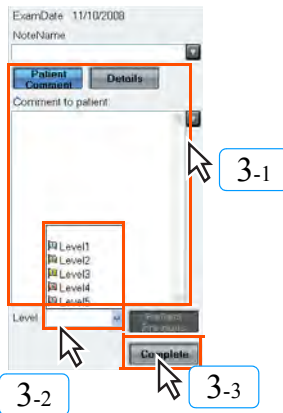 ExamDate 11/10/2008
NoteName
Patient
Comment
Details
Comment to patient
3-1
Level1
Level2
Level3
Level4
Level5
Level
Complete
3-2
3-3